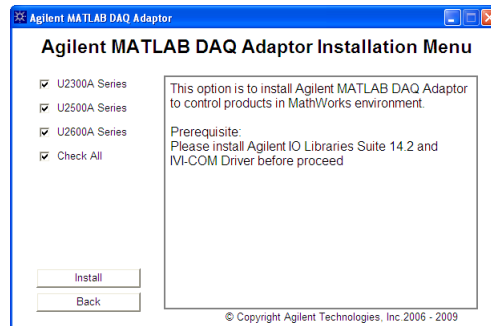 Agilent MATLAB DAQ Adaptor
Agilent MATLAB DAQ Adaptor Installation Menu
U2300A Series
U2500A Series
U2600A Series
Check All
This option is to install Agilent MATLAB DAQ Adaptor
to control products in MathWorks environment.
Prerequisite:
Please install Agilent IO Libraries Suite 14.2 and
IVI-COM Driver before proceed
Install
Back
© Copyright Agilent Technologies, Inc.2006 - 2009